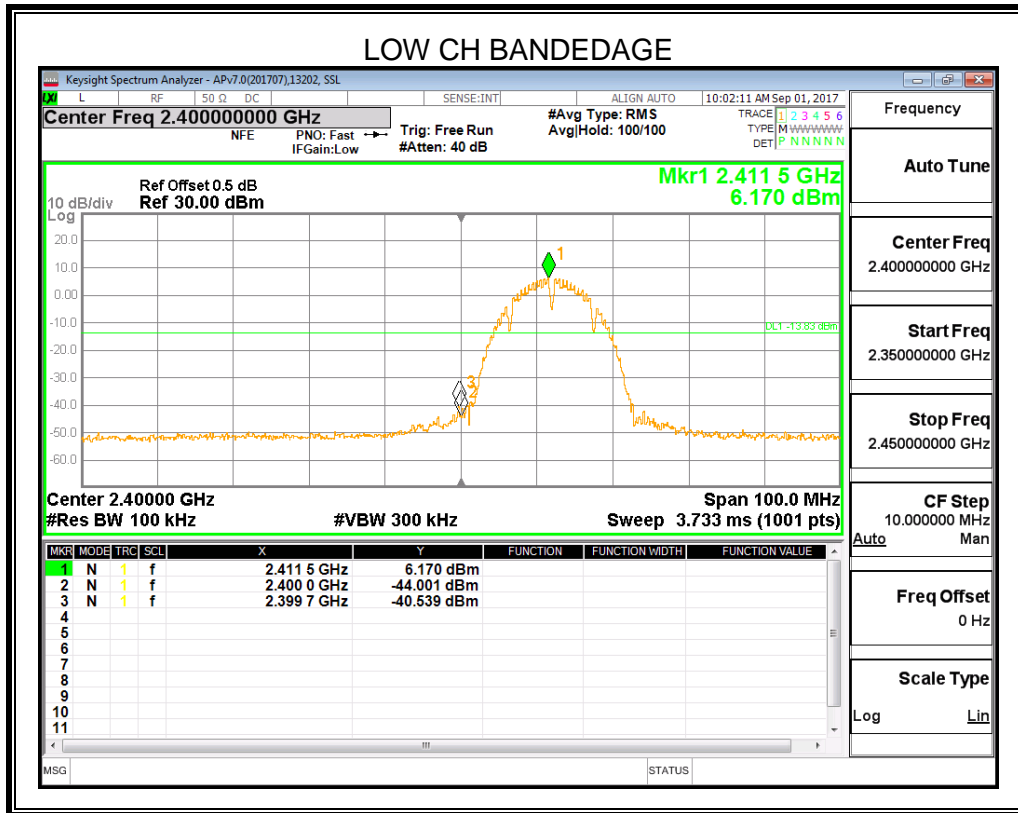 LOW CH BANDEDAGE
Keysight Spectrum Analyzer - APv7.0(201707),13202, SSL
LXI L RF 50 Ω DC SENSE:INT ALIGN AUTO 10:02:11 AM Sep 01, 2017
Center Freq 2.400000000 GHz
NFE
PNO: Fast
IFGain:Low
Trig: Free Run
#Atten: 40 dB
#Avg Type: RMS
Avg|Hold: 100/100
TRACE 1 2 3 4 5 6
TYPE M WWWWW
DET P N N N N N
Mkr1 2.411 5 GHz
6.170 dBm
Ref Offset 0.5 dB
10 dB/div Ref 30.00 dBm
Log
20.0
10.0
0.00
-10.0
-20.0
-30.0
-40.0
-50.0
-60.0
1
DL1 -13.83 dBm
3
2
Center 2.40000 GHz Span 100.0 MHz
#Res BW 100 kHz #VBW 300 kHz Sweep 3.733 ms (1001 pts)
MKR MODE TRC SCL X Y FUNCTION FUNCTION WIDTH FUNCTION VALUE
1 N 1 f 2.411 5 GHz 6.170 dBm
2 N 1 f 2.400 0 GHz -44.001 dBm
3 N 1 f 2.399 7 GHz -40.539 dBm
4
5
6
7
8
9
10
11
MSG STATUS
Frequency
Auto Tune
Center Freq
2.400000000 GHz
Start Freq
2.350000000 GHz
Stop Freq
2.450000000 GHz
CF Step
10.000000 MHz
Auto Man
Freq Offset
0 Hz
Scale Type
Log Lin